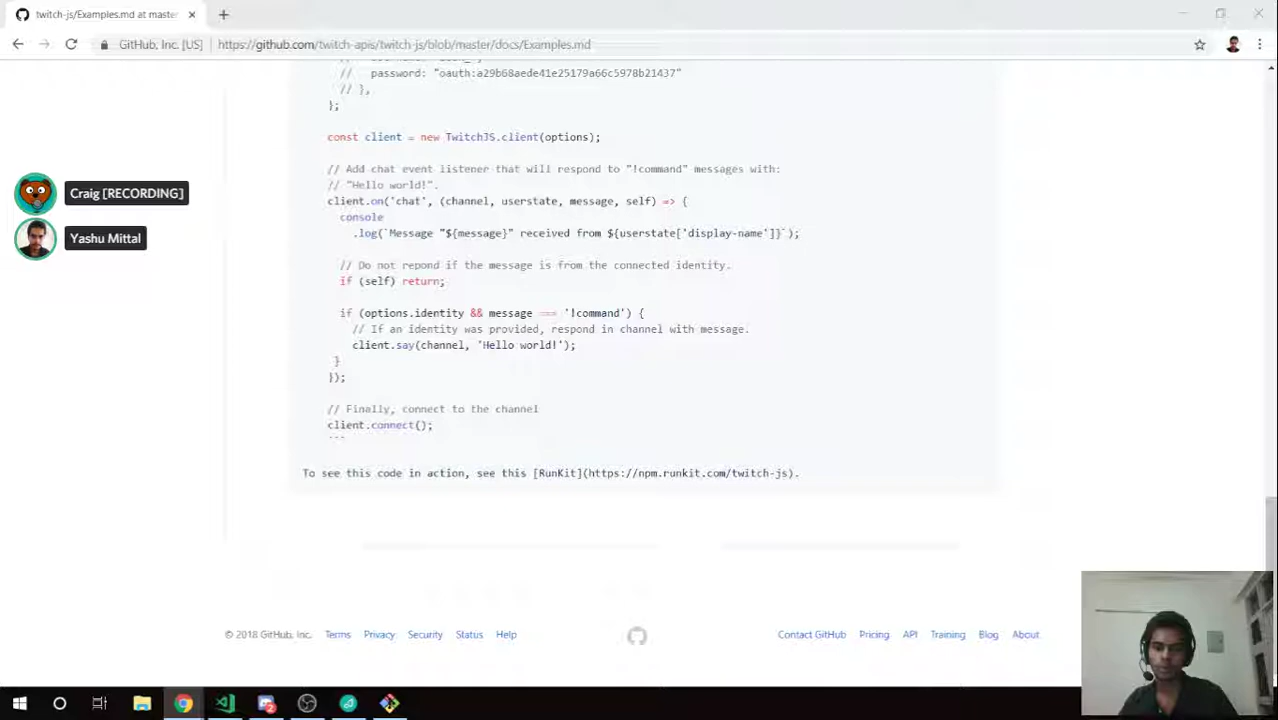 twitch-js/Examples.md at master
GitHub, Inc. [US]
https://github.com/twitch-apis/twitch-js/blob/master/docs/Examples.md
//   password: "oauth:a29b68aede41e25179a66c5978b21437"
// },
};
const client = new TwitchJS.client(options);
// Add chat event listener that will respond to "!command" messages with:
// "Hello world!".
client.on('chat', (channel, userstate, message, self) => {
console
.log(`Message "${message}" received from ${userstate['display-name']}`);
// Do not repond if the message is from the connected identity.
if (self) return;
if (options.identity && message === '!command') {
// If an identity was provided, respond in channel with message.
client.say(channel, 'Hello world!');
}
});
// Finally, connect to the channel
client.connect();
```
To see this code in action, see this [RunKit](https://npm.runkit.com/twitch-js).
Craig [RECORDING]
Yashu Mittal
© 2018 GitHub, Inc. Terms Privacy Security Status Help Contact GitHub Pricing API Training Blog About
2